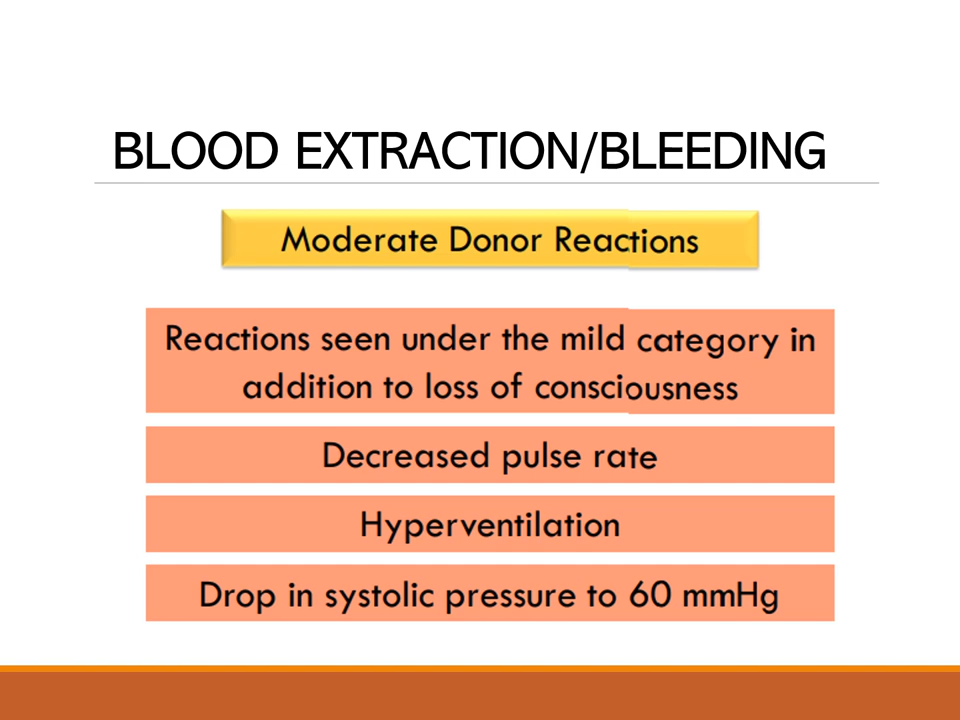 BLOOD EXTRACTION/BLEEDING
Moderate Donor Reactions
Reactions seen under the mild category in
addition to loss of consciousness
Decreased pulse rate
Hyperventilation
Drop in systolic pressure to 60 mmHg